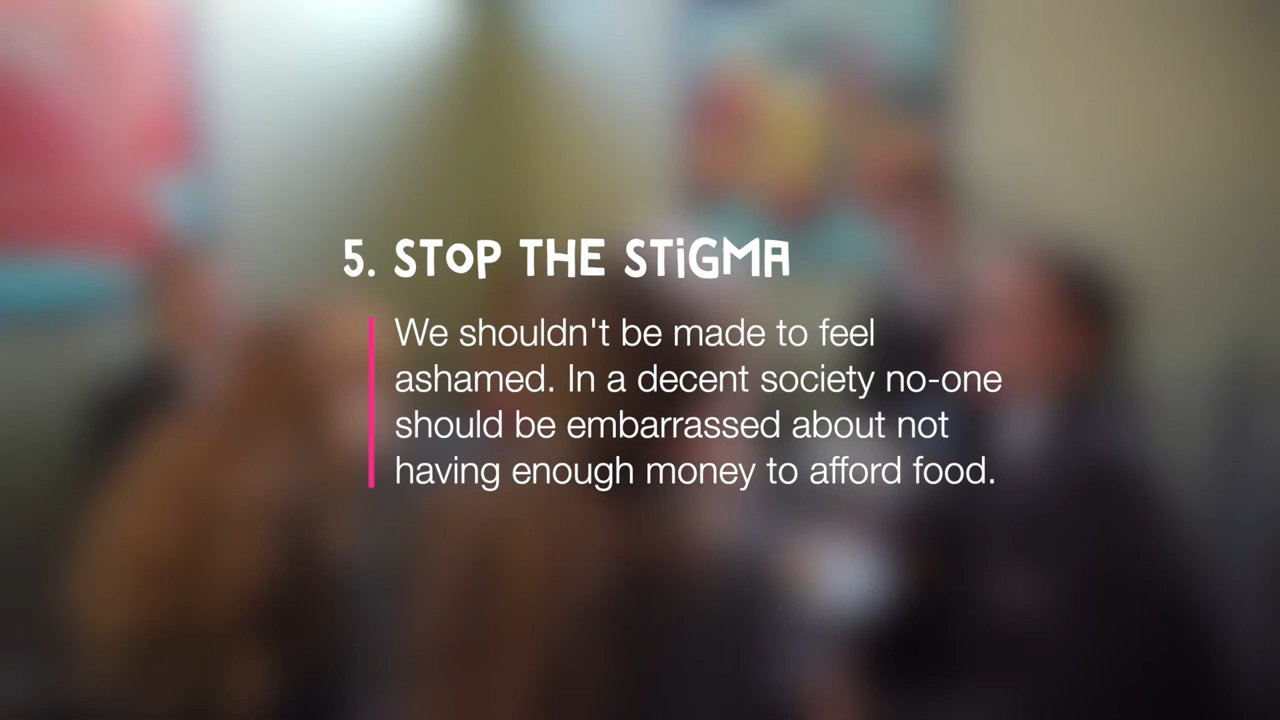 5. STOP THE STiGMA
We shouldn't be made to feel
ashamed. In a decent society no-one
should be embarrassed about not
having enough money to afford food.